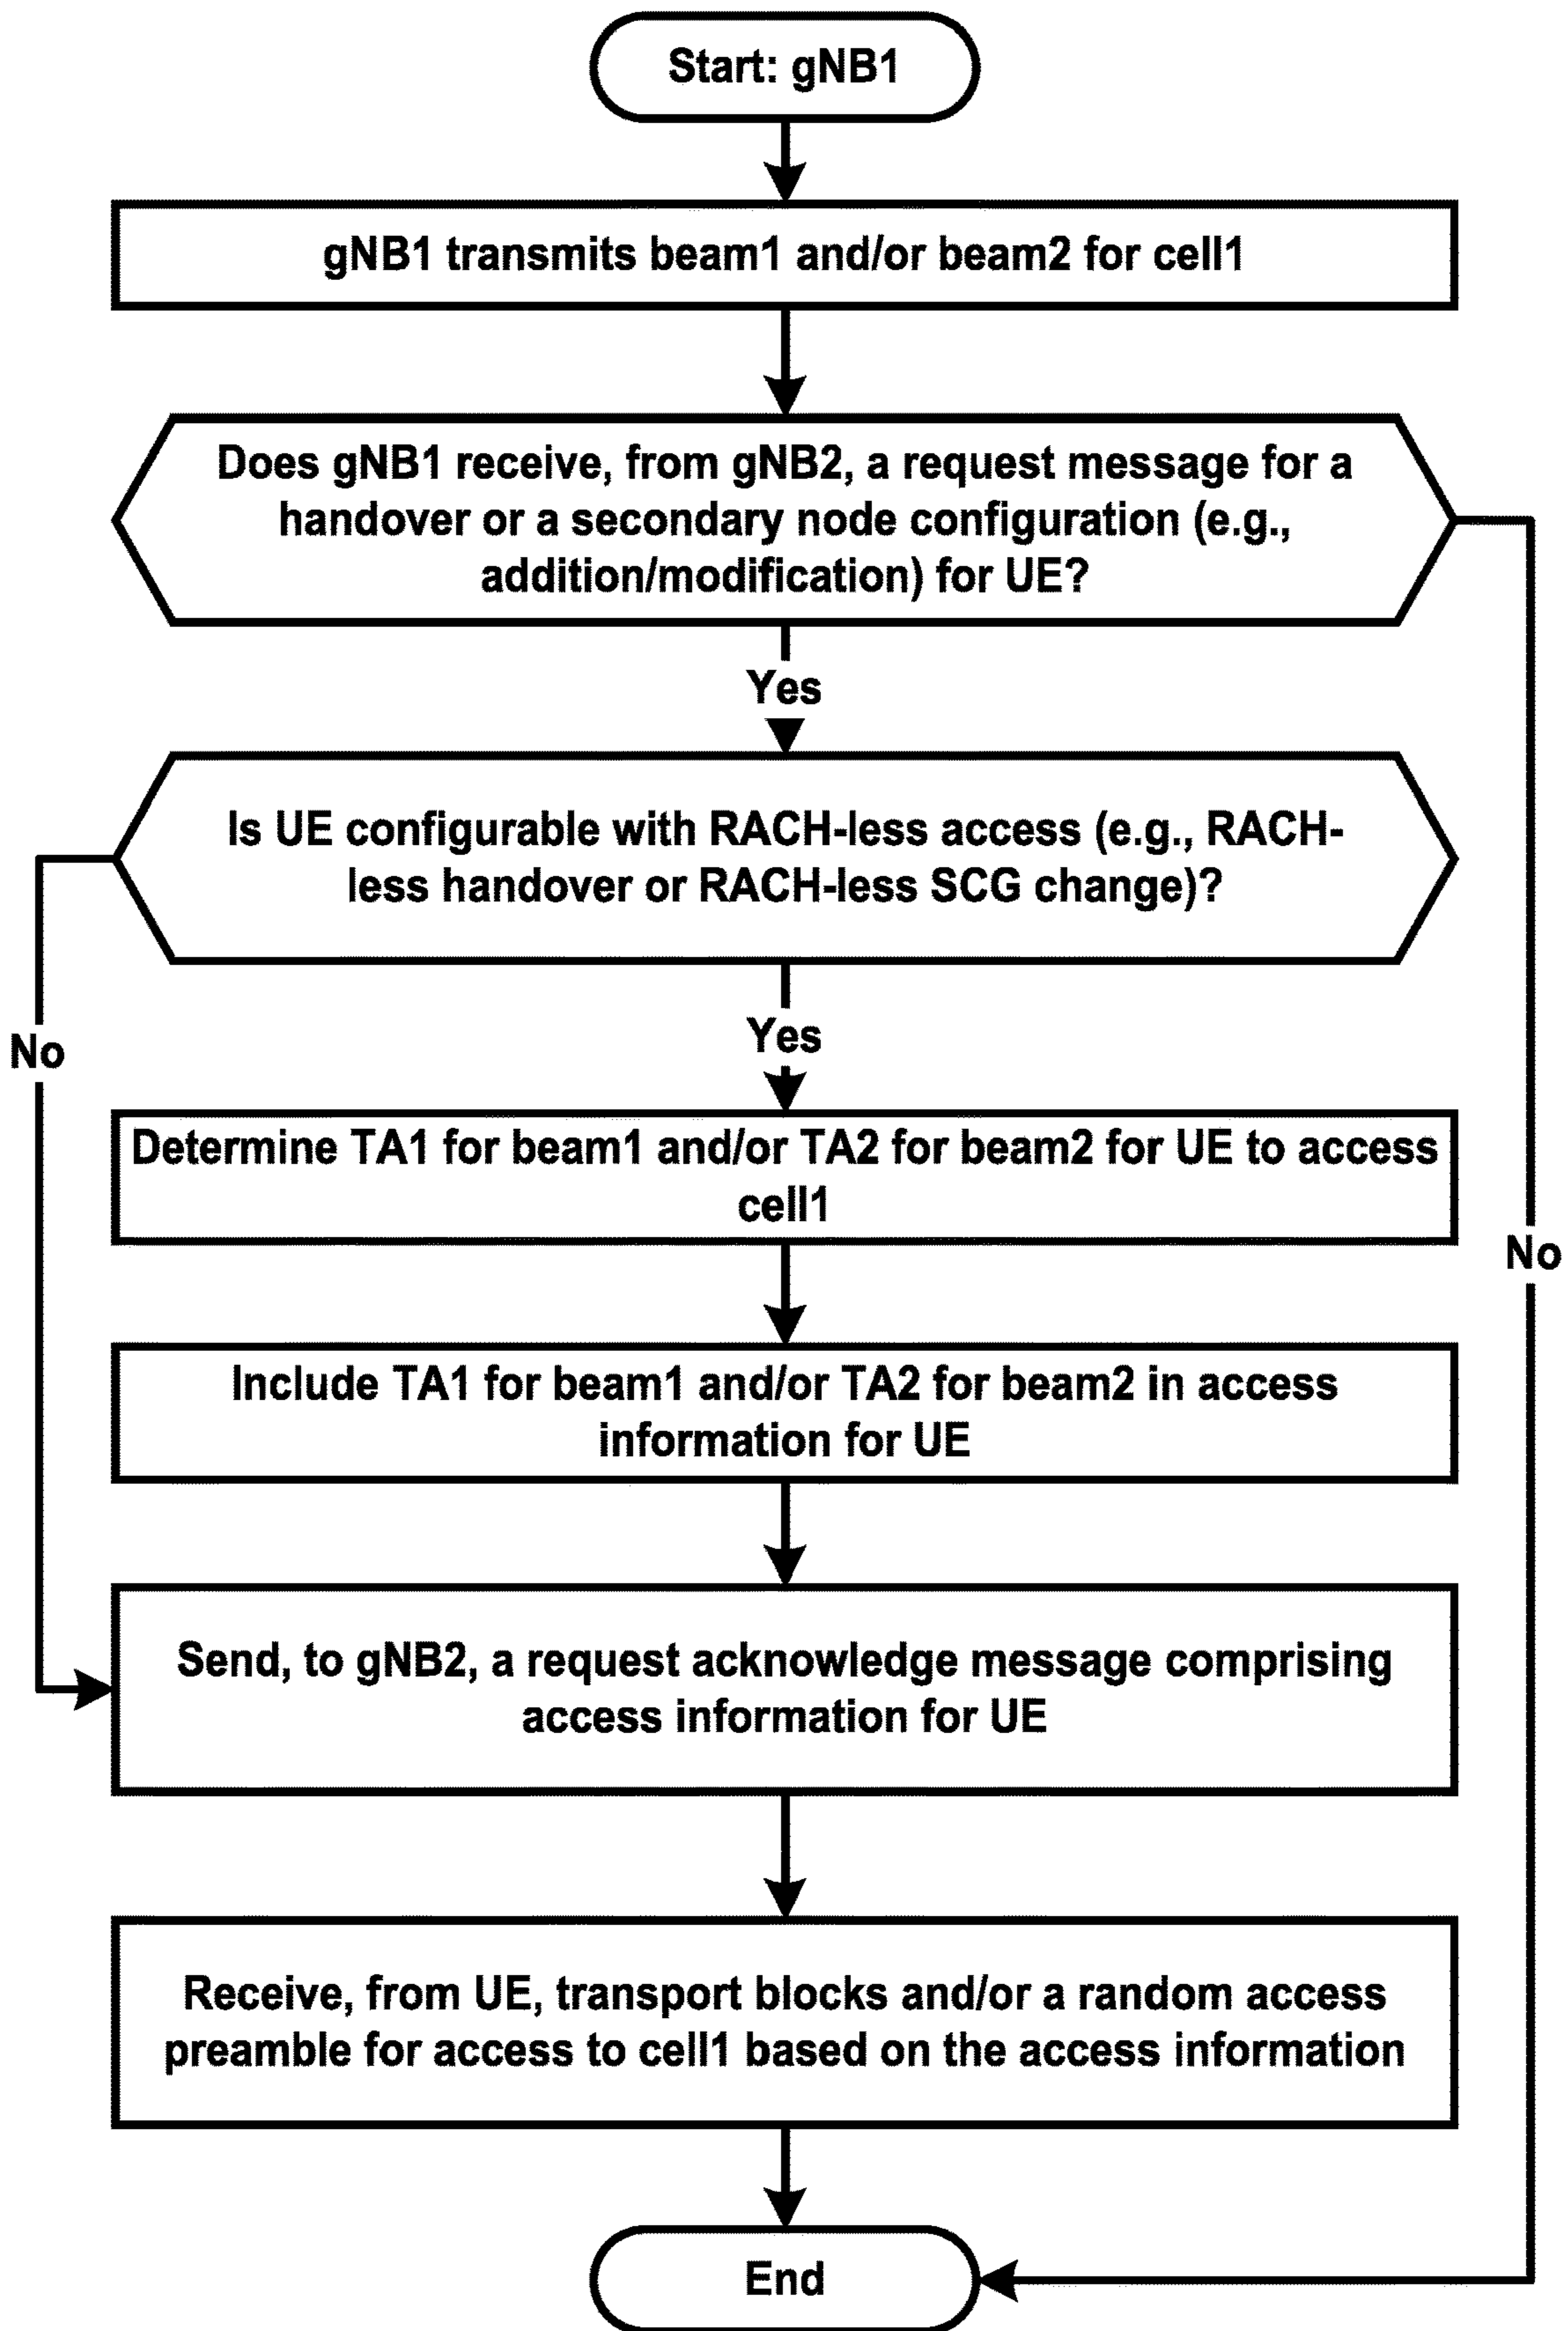 Start: gNB1
gNB1 transmits beam1 and/or beam2 for cell1
Does gNB1 receive, from gNB2, a request message for a
handover or a secondary node configuration (e.g.,
addition/modification) for UE?
Yes
Is UE configurable with RACH-less access (e.g., RACH-
less handover or RACH-less SCG change)?
No
Yes
Determine TA1 for beam1 and/or TA2 for beam2 for UE to access
cell1
No
Include TA1 for beam1 and/or TA2 for beam2 in access
information for UE
Send, to gNB2, a request acknowledge message comprising
access information for UE
Receive, from UE, transport blocks and/or a random access
preamble for access to cell1 based on the access information
End